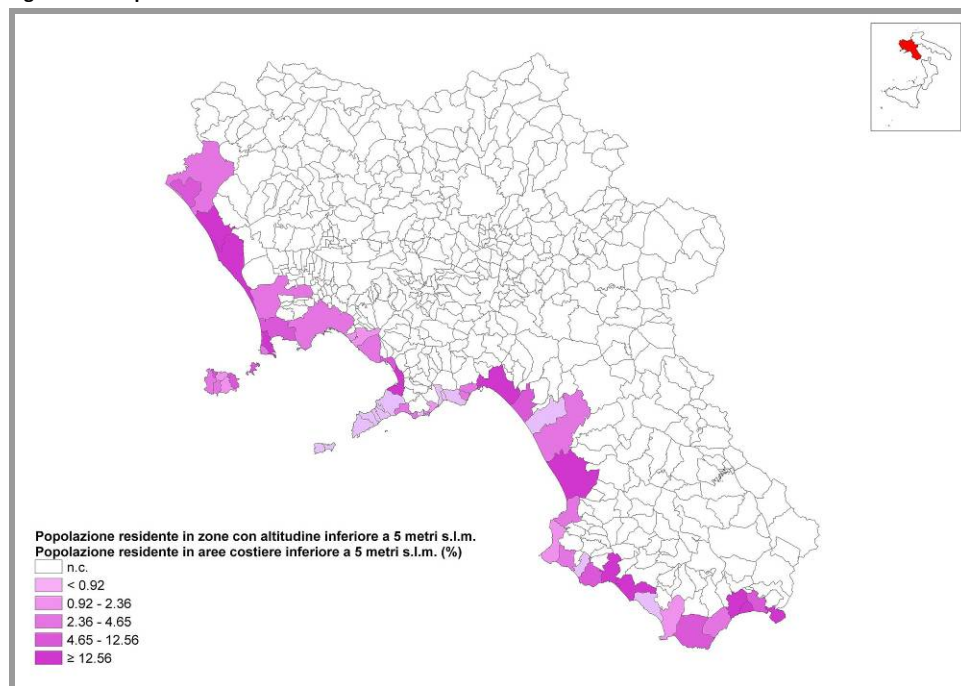 Popolazione residente in zone con altitudine inferiore a 5 metri s.l.m.
Popolazione residente in aree costiere inferiore a 5 metri s.l.m. (%)
n.c.
< 0.92
0.92 - 2.36
2.36 - 4.65
4.65 - 12.56
≥ 12.56